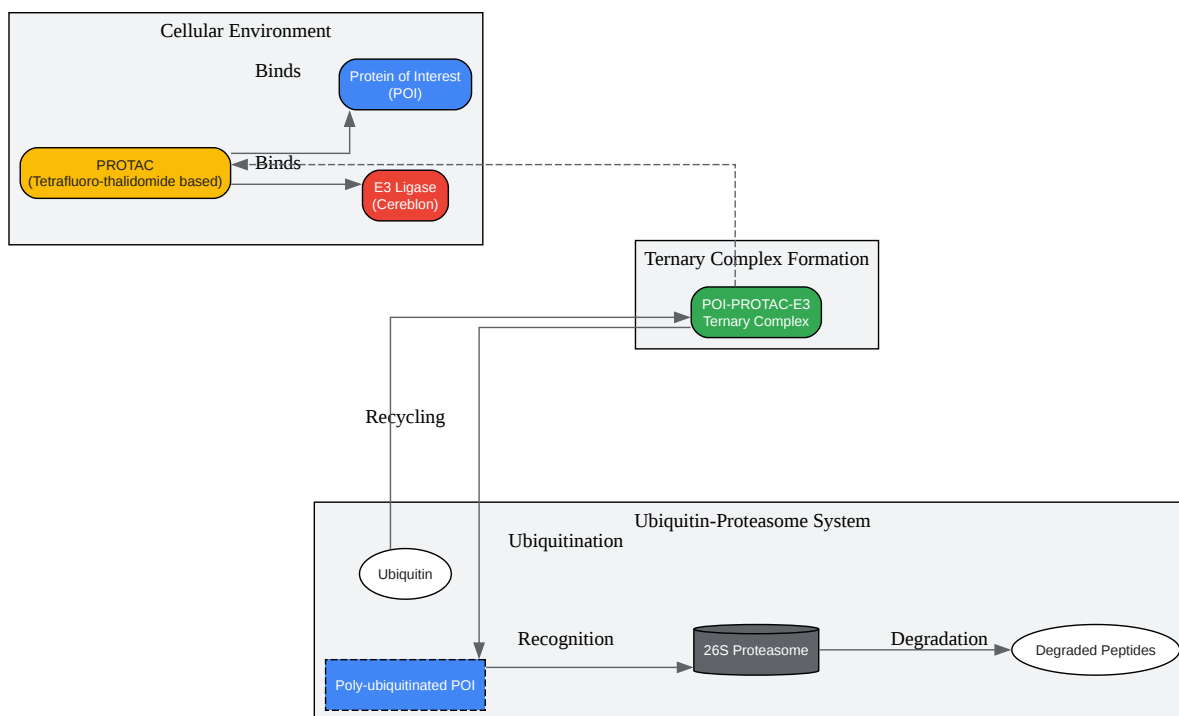 Cellular Environment
Binds
Protein of Interest
(POI)
PROTAC
(Tetrafluoro-thalidomide based)
Binds
E3 Ligase
(Cereblon)
Ternary Complex Formation
POI-PROTAC-E3
Ternary Complex
Recycling
Ubiquitin-Proteasome System
Ubiquitination
Ubiquitin
Recognition
Degradation
26S Proteasome
Degraded Peptides
Poly-ubiquitinated POI